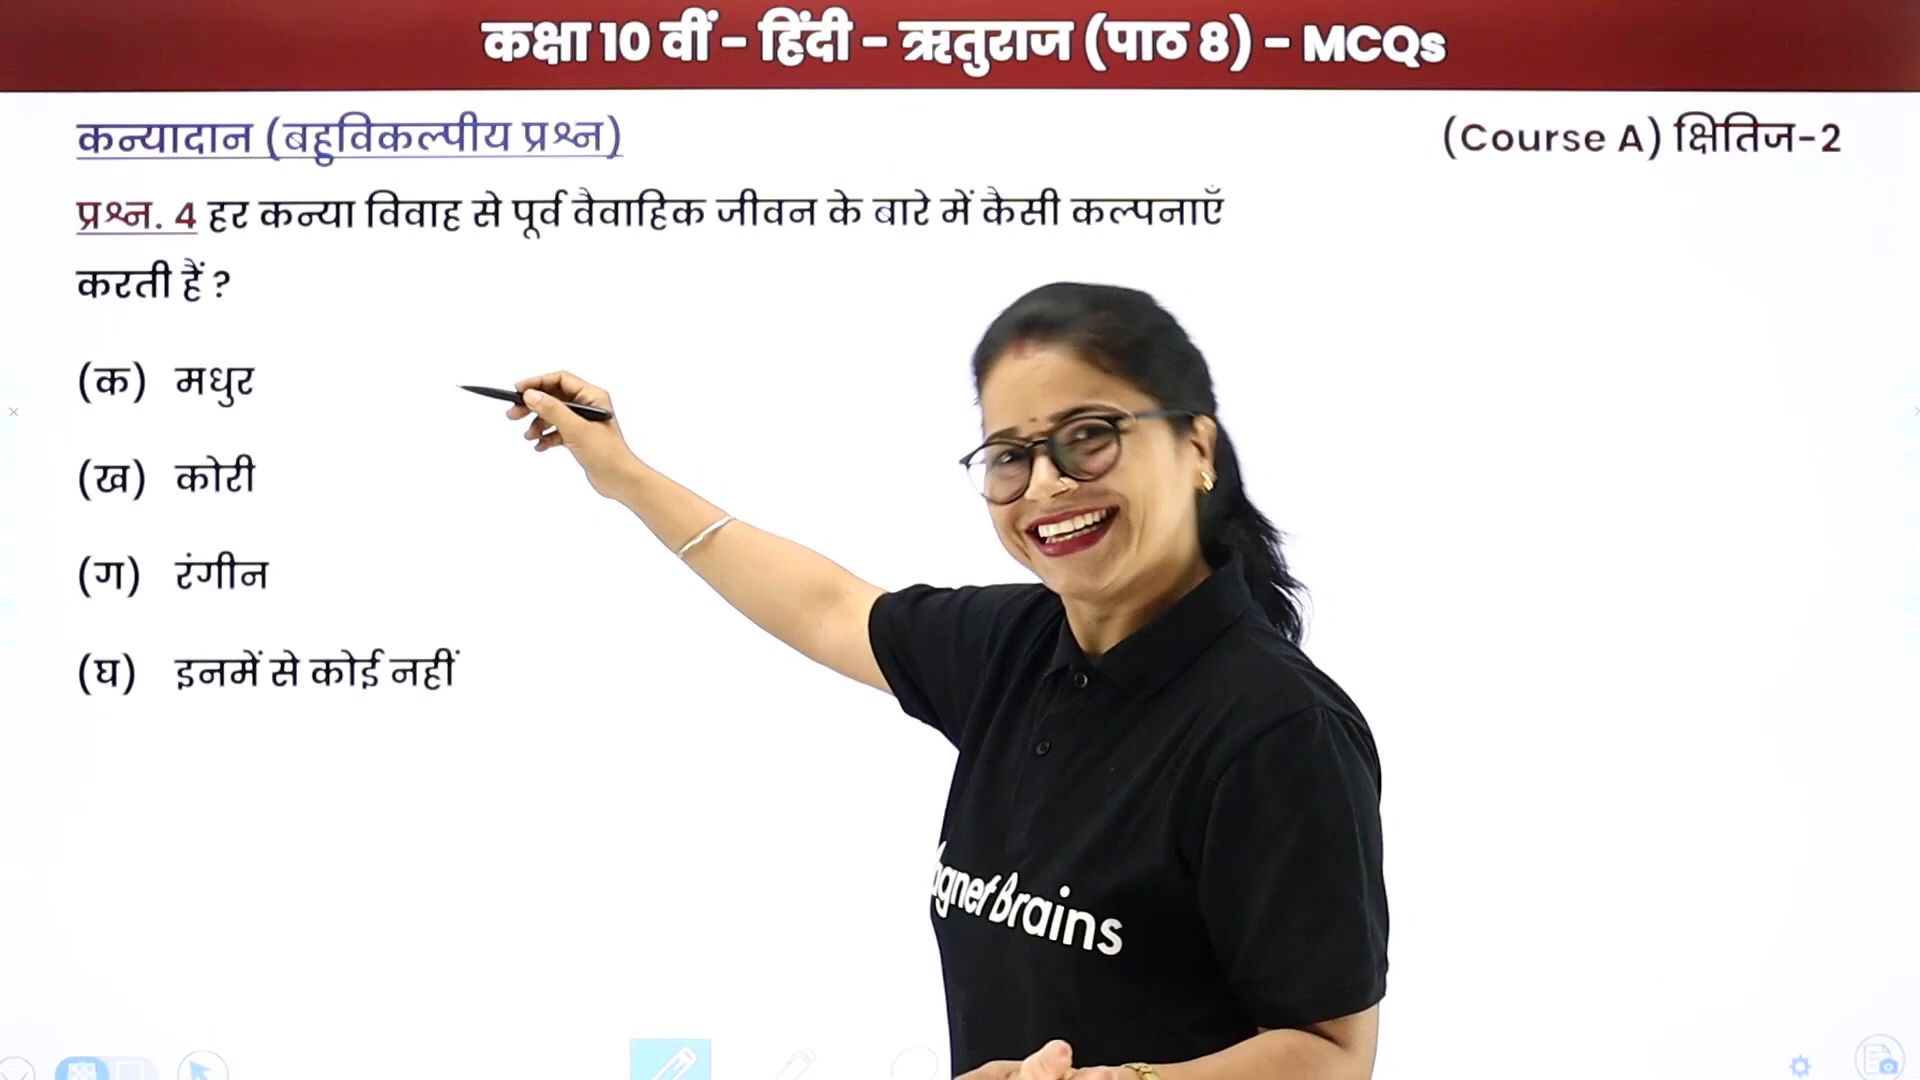 कक्षा 10 वीं - हिंदी - ऋतुराज (पाठ 8) - MCQs
कन्यादान (बहुविकल्पीय प्रश्न)
(Course A) क्षितिज-2
प्रश्न. 4 हर कन्या विवाह से पूर्व वैवाहिक जीवन के बारे में कैसी कल्पनाएँ
करती हैं ?
(क) मधुर
(ख) कोरी
(ग) रंगीन
(घ) इनमें से कोई नहीं
Brains